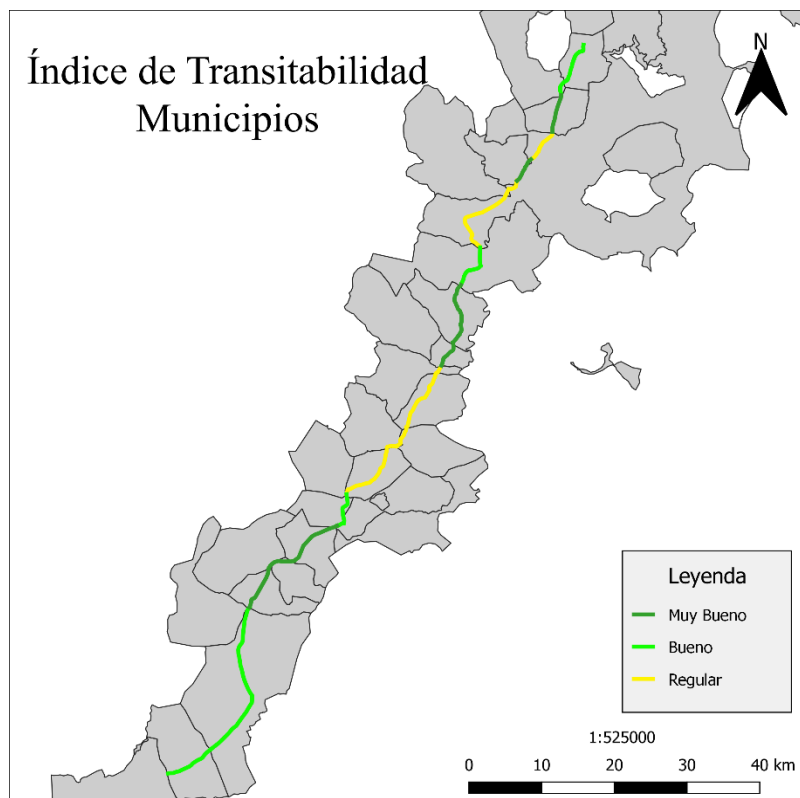 Índice de Transitabilidad
Municipios
N
Leyenda
Muy Bueno
Bueno
Regular
1:525000
0 10 20 30 40 km